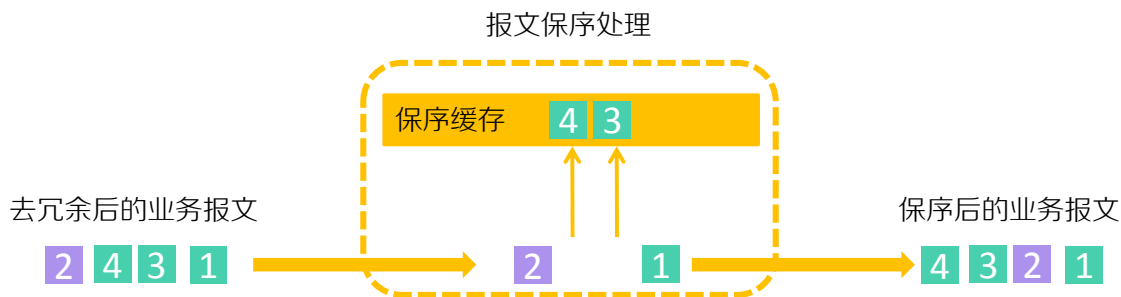 报文保序处理
保序缓存 4 3
去冗余后的业务报文
保序后的业务报文
2 4 3 1
2 1
4 3 2 1